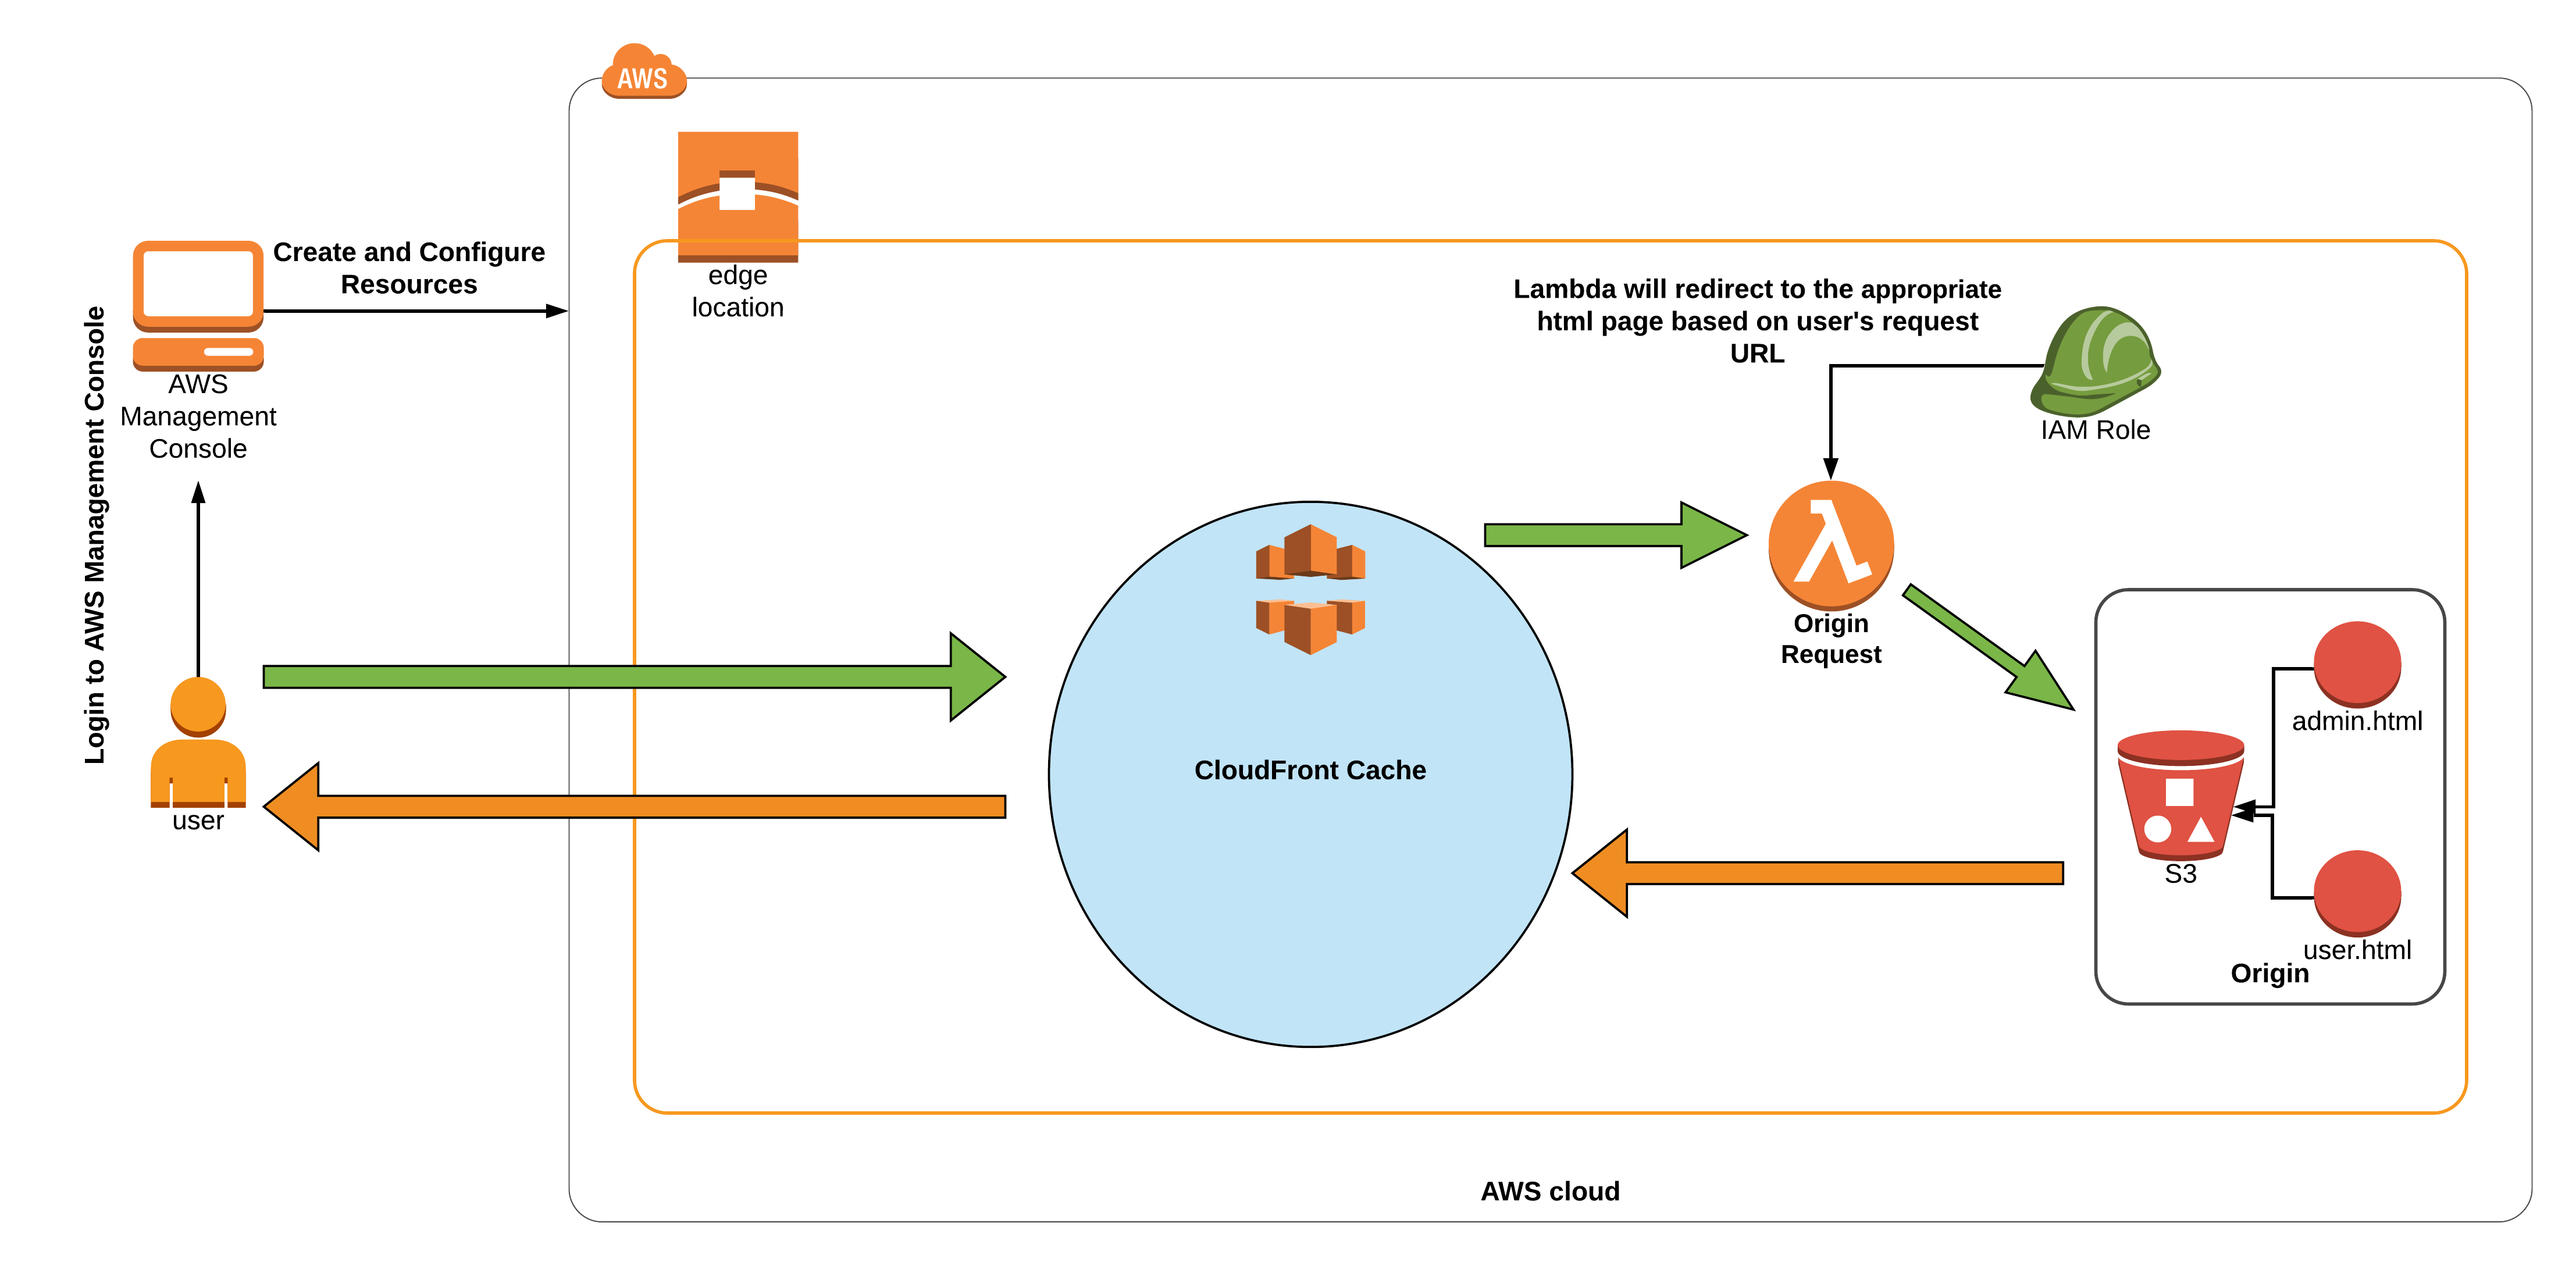 AWS
edge
location
Create and Configure
Resources
AWS
Management
Console
Login to AWS Management Console
user
Lambda will redirect to the appropriate
html page based on user's request
URL
IAM Role
Origin
Request
CloudFront Cache
admin.html
S3
user.html
Origin
AWS cloud